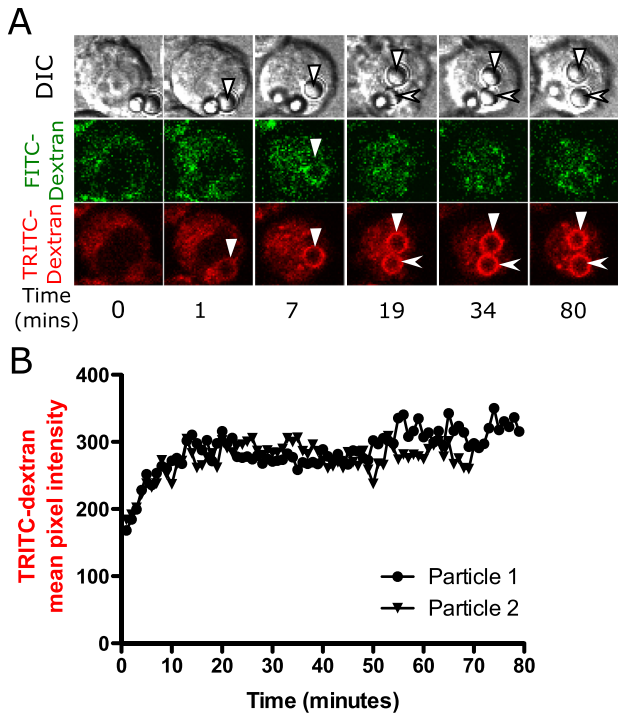 A
DIC
FITC-
Dextran
TRITC-
Dextran
Time
(mins)
0 1 7 19 34 80
B
TRITC-dextran
mean pixel intensity
400
300
200
100
0
Particle 1
Particle 2
0 10 20 30 40 50 60 70 80
Time (minutes)